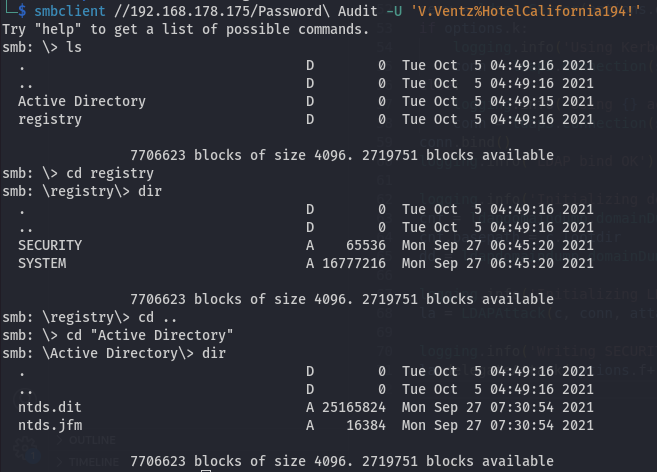 └─$ smbclient //192.168.178.175/Password\ Audit -U 'V.Ventz%HotelCalifornia194!'
Try "help" to get a list of possible commands.
smb: \> ls
  .                                   D        0  Tue Oct  5 04:49:16 2021
  ..                                  D        0  Tue Oct  5 04:49:16 2021
  Active Directory                    D        0  Tue Oct  5 04:49:15 2021
  registry                            D        0  Tue Oct  5 04:49:16 2021
                7706623 blocks of size 4096. 2719751 blocks available
smb: \> cd registry
smb: \registry\> dir
  .                                   D        0  Tue Oct  5 04:49:16 2021
  ..                                  D        0  Tue Oct  5 04:49:16 2021
  SECURITY                            A    65536  Mon Sep 27 06:45:20 2021
  SYSTEM                              A 16777216  Mon Sep 27 06:45:20 2021
                7706623 blocks of size 4096. 2719751 blocks available
smb: \registry\> cd ..
smb: \> cd "Active Directory"
smb: \Active Directory\> dir
  .                                   D        0  Tue Oct  5 04:49:16 2021
  ..                                  D        0  Tue Oct  5 04:49:16 2021
  ntds.dit                            A 25165824  Mon Sep 27 07:30:54 2021
  ntds.jfm                            A    16384  Mon Sep 27 07:30:54 2021
OUTLINE
TIMELINE
                7706623 blocks of size 4096. 2719751 blocks available